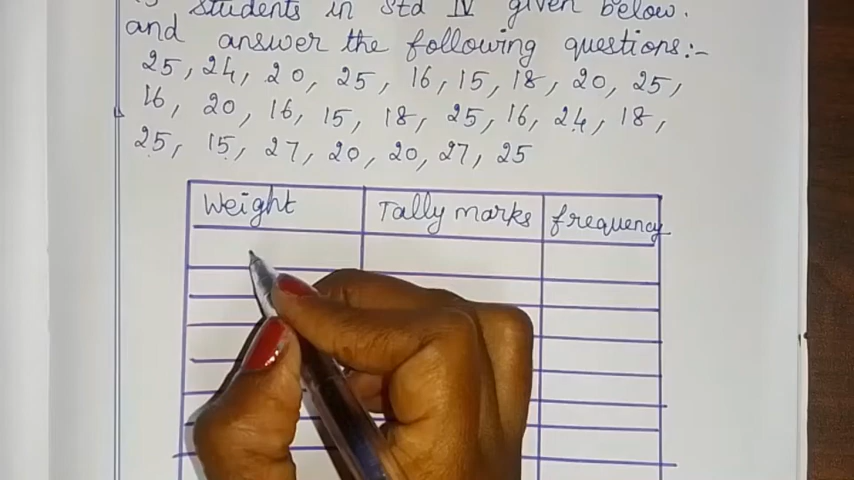 students in Std IV given below.
and answer the following questions:-
25, 24, 20, 25, 16, 15, 18, 20, 25,
16, 20, 16, 15, 18, 25, 16, 24, 18,
25, 15, 27, 20, 20, 27, 25
Weight Tally marks frequency